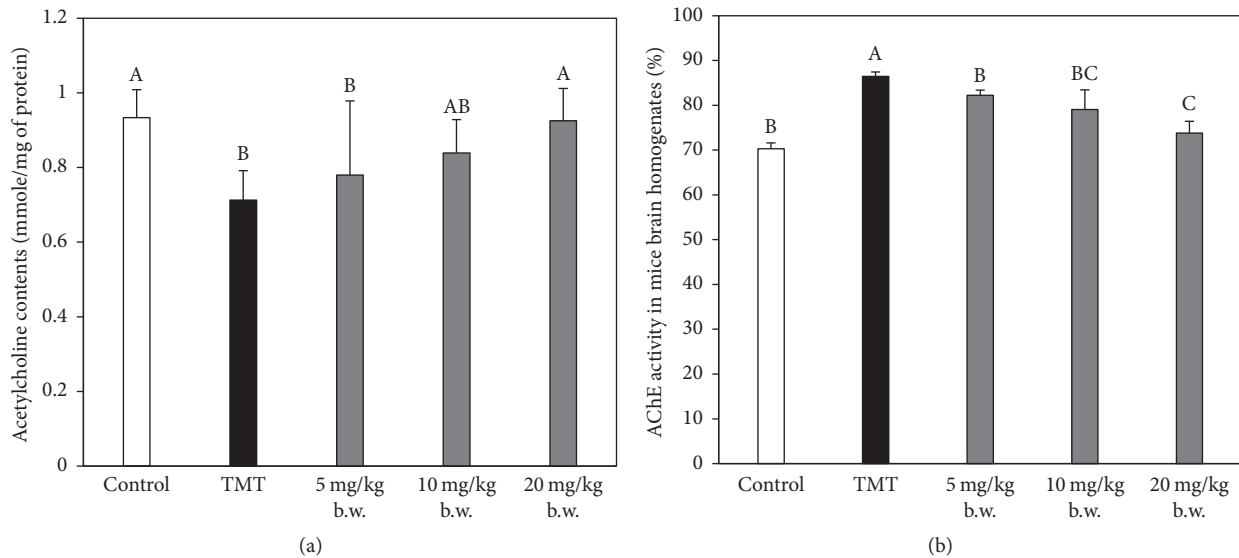 Acetylcholine contents (mmole/mg of protein)
1.2
1
0.8
0.6
0.4
0.2
0
A
B
B
AB
A
Control
TMT
5 mg/kg
b.w.
10 mg/kg
b.w.
20 mg/kg
b.w.
(a)
AChE activity in mice brain homogenates (%)
100
90
80
70
60
50
40
30
20
10
0
B
A
B
BC
C
Control
TMT
5 mg/kg
b.w.
10 mg/kg
b.w.
20 mg/kg
b.w.
(b)